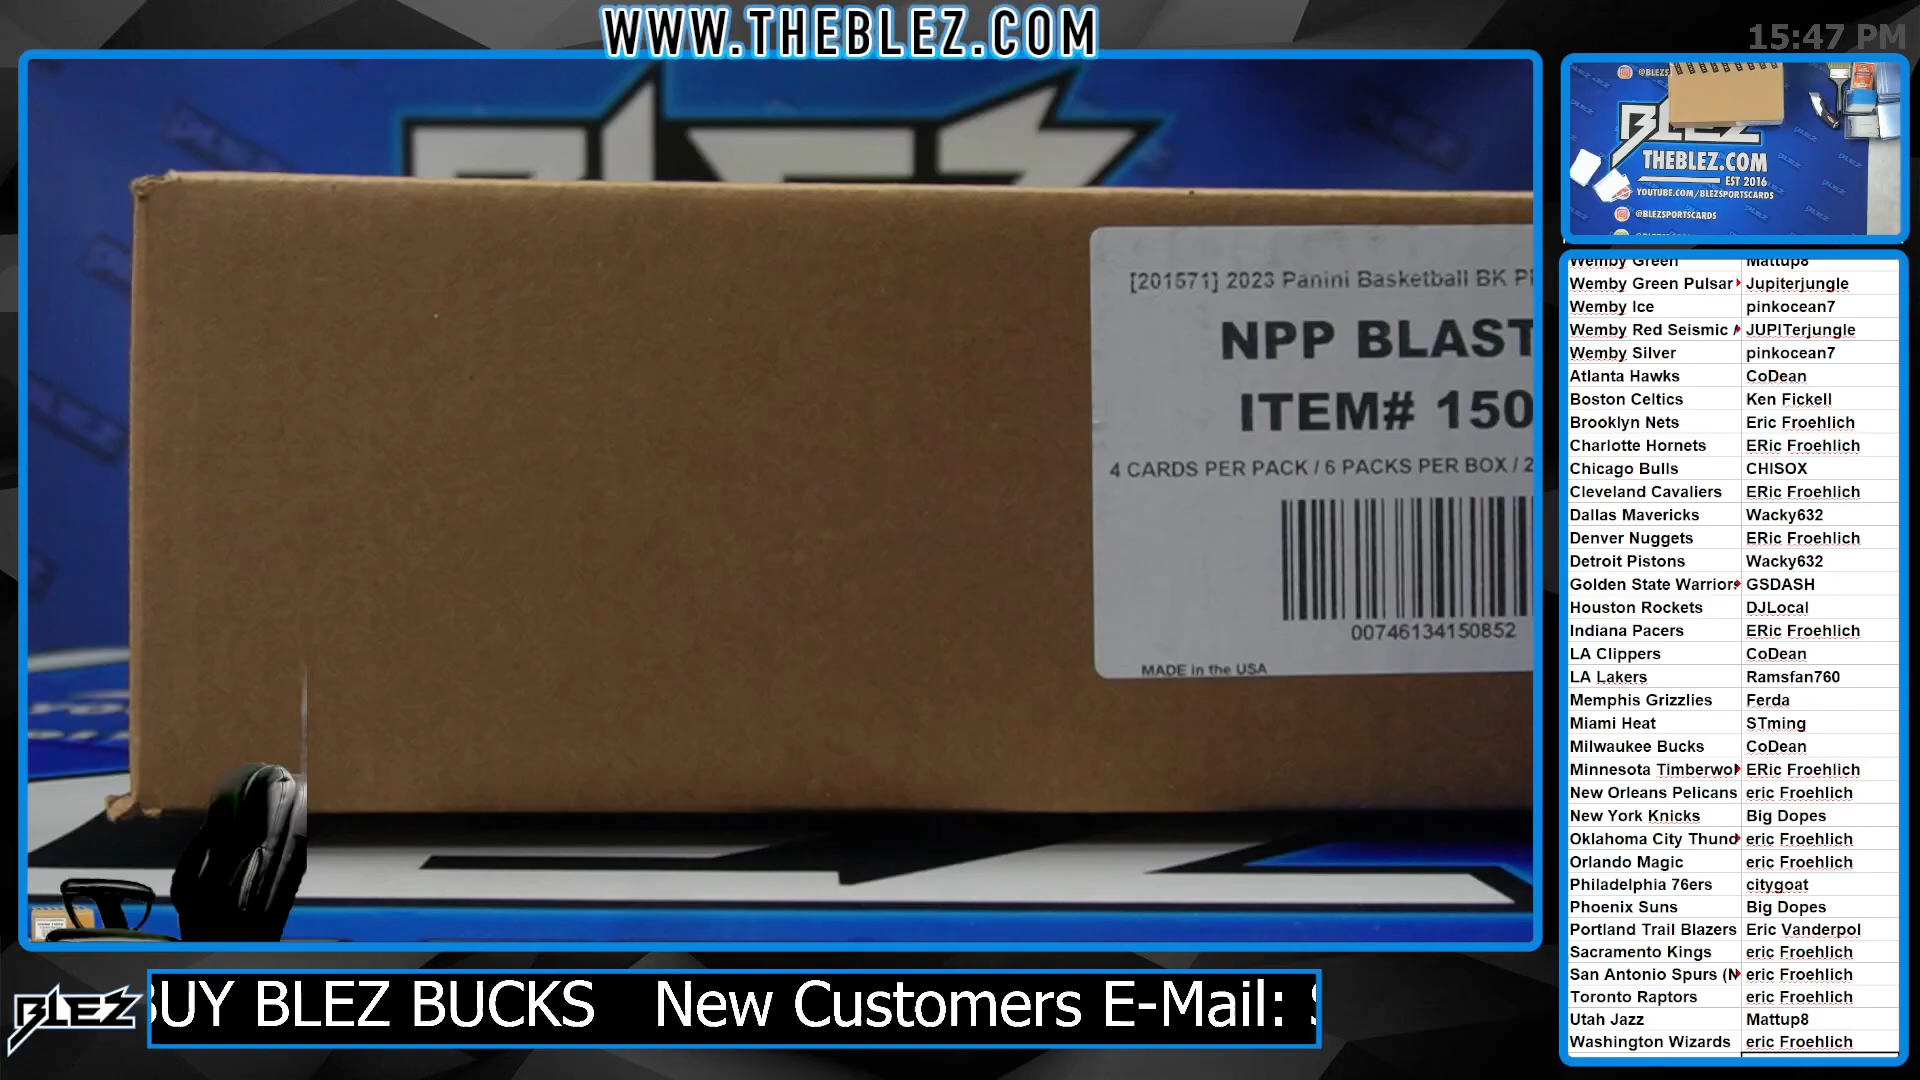 WWW.THEBLEZ.COM
15:47 PM
[201571] 2023 Panini Basketball BK
NPP BLAST
ITEM# 150
4 CARDS PER PACK / 6 PACKS PER BOX / 2
00746134150852
MADE in the USA
BLEZ
THEBLEZ.COM
EST 2016
YOUTUBE.COM/BLEZSPORTSCARDS
@BLEZSPORTSCARDS
Wemby Green Mattup8
Wemby Green Pulsar Jupiterjungle
Wemby Ice pinkocean7
Wemby Red Seismic JUPITerjungle
Wemby Silver pinkocean7
Atlanta Hawks CoDean
Boston Celtics Ken Fickell
Brooklyn Nets Eric Froehlich
Charlotte Hornets ERic Froehlich
Chicago Bulls CHISOX
Cleveland Cavaliers ERic Froehlich
Dallas Mavericks Wacky632
Denver Nuggets ERic Froehlich
Detroit Pistons Wacky632
Golden State Warriors GSDASH
Houston Rockets DJLocal
Indiana Pacers ERic Froehlich
LA Clippers CoDean
LA Lakers Ramsfan760
Memphis Grizzlies Ferda
Miami Heat STming
Milwaukee Bucks CoDean
Minnesota Timberwol ERic Froehlich
New Orleans Pelicans eric Froehlich
New York Knicks Big Dopes
Oklahoma City Thund eric Froehlich
Orlando Magic eric Froehlich
Philadelphia 76ers citygoat
Phoenix Suns Big Dopes
Portland Trail Blazers Eric Vanderpol
Sacramento Kings eric Froehlich
San Antonio Spurs (N eric Froehlich
Toronto Raptors eric Froehlich
Utah Jazz Mattup8
Washington Wizards eric Froehlich
BLEZ
BUY BLEZ BUCKS New Customers E-Mail: